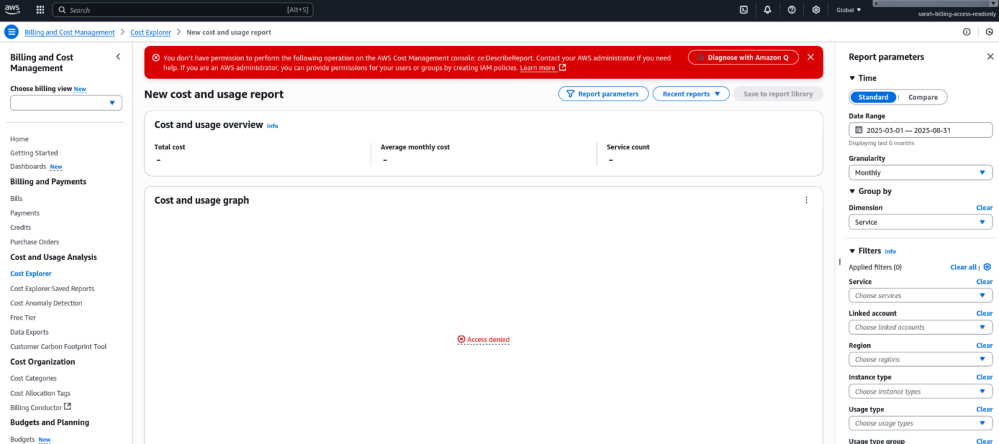 aws
Search
[Alt+S]
Global
sarah-billing-access-readonly
Billing and Cost Management
Cost Explorer
New cost and usage report
Billing and Cost
Management
Choose billing view New
Home
Getting Started
Dashboards New
Billing and Payments
Bills
Payments
Credits
Purchase Orders
Cost and Usage Analysis
Cost Explorer
Cost Explorer Saved Reports
Cost Anomaly Detection
Free Tier
Data Exports
Customer Carbon Footprint Tool
Cost Organization
Cost Categories
Cost Allocation Tags
Billing Conductor
Budgets and Planning
Budgets New
You don't have permission to perform the following operation on the AWS Cost Management console: ce:DescribeReport. Contact your AWS administrator if you need
help. If you are an AWS administrator, you can provide permissions for your users or groups by creating IAM policies. Learn more
Diagnose with Amazon Q
New cost and usage report
Report parameters
Recent reports
Save to report library
Cost and usage overview Info
Total cost
–
Average monthly cost
–
Service count
–
Cost and usage graph
Access denied
Report parameters
Time
Standard
Compare
Date Range
2025-03-01 — 2025-08-31
Displaying last 6 months
Granularity
Monthly
Group by
Dimension
Clear
Service
Filters Info
Applied filters (0)
Clear all
Service
Clear
Choose services
Linked account
Clear
Choose linked accounts
Region
Clear
Choose regions
Instance type
Clear
Choose instance types
Usage type
Clear
Choose usage types
Usage type group
Clear